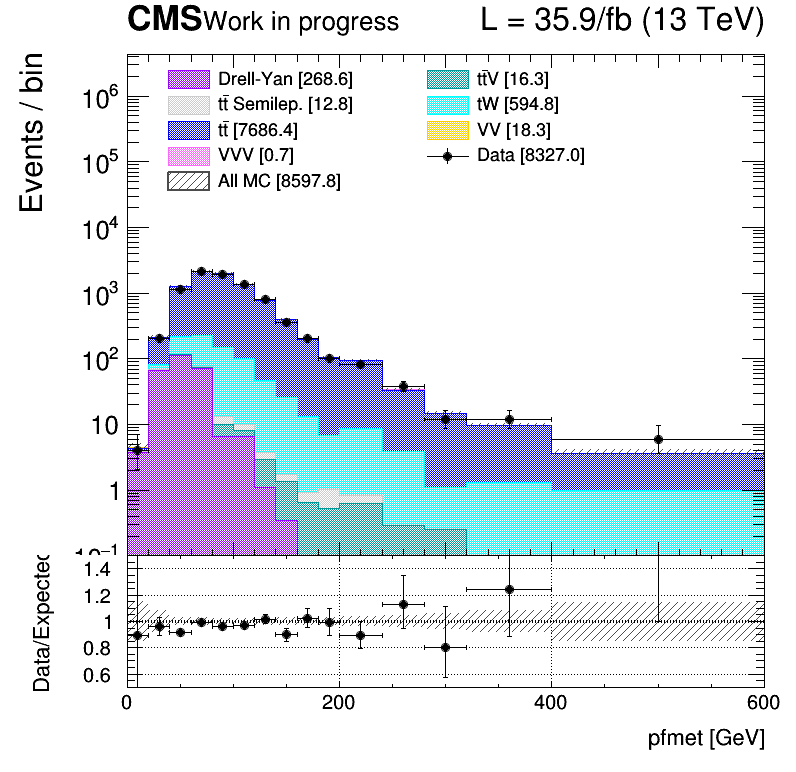 CMS Work in progress L = 35.9/fb (13 TeV)
Events / bin
Drell-Yan [268.6]
tt̄ Semilep. [12.8]
tt̄ [7686.4]
VVV [0.7]
All MC [8597.8]
tt̄V [16.3]
tW [594.8]
VV [18.3]
Data [8327.0]
10⁶
10⁵
10⁴
10³
10²
10
1
10⁻¹
Data/Expected
1.4
1.2
1
0.8
0.6
0 200 400 600
pfmet [GeV]